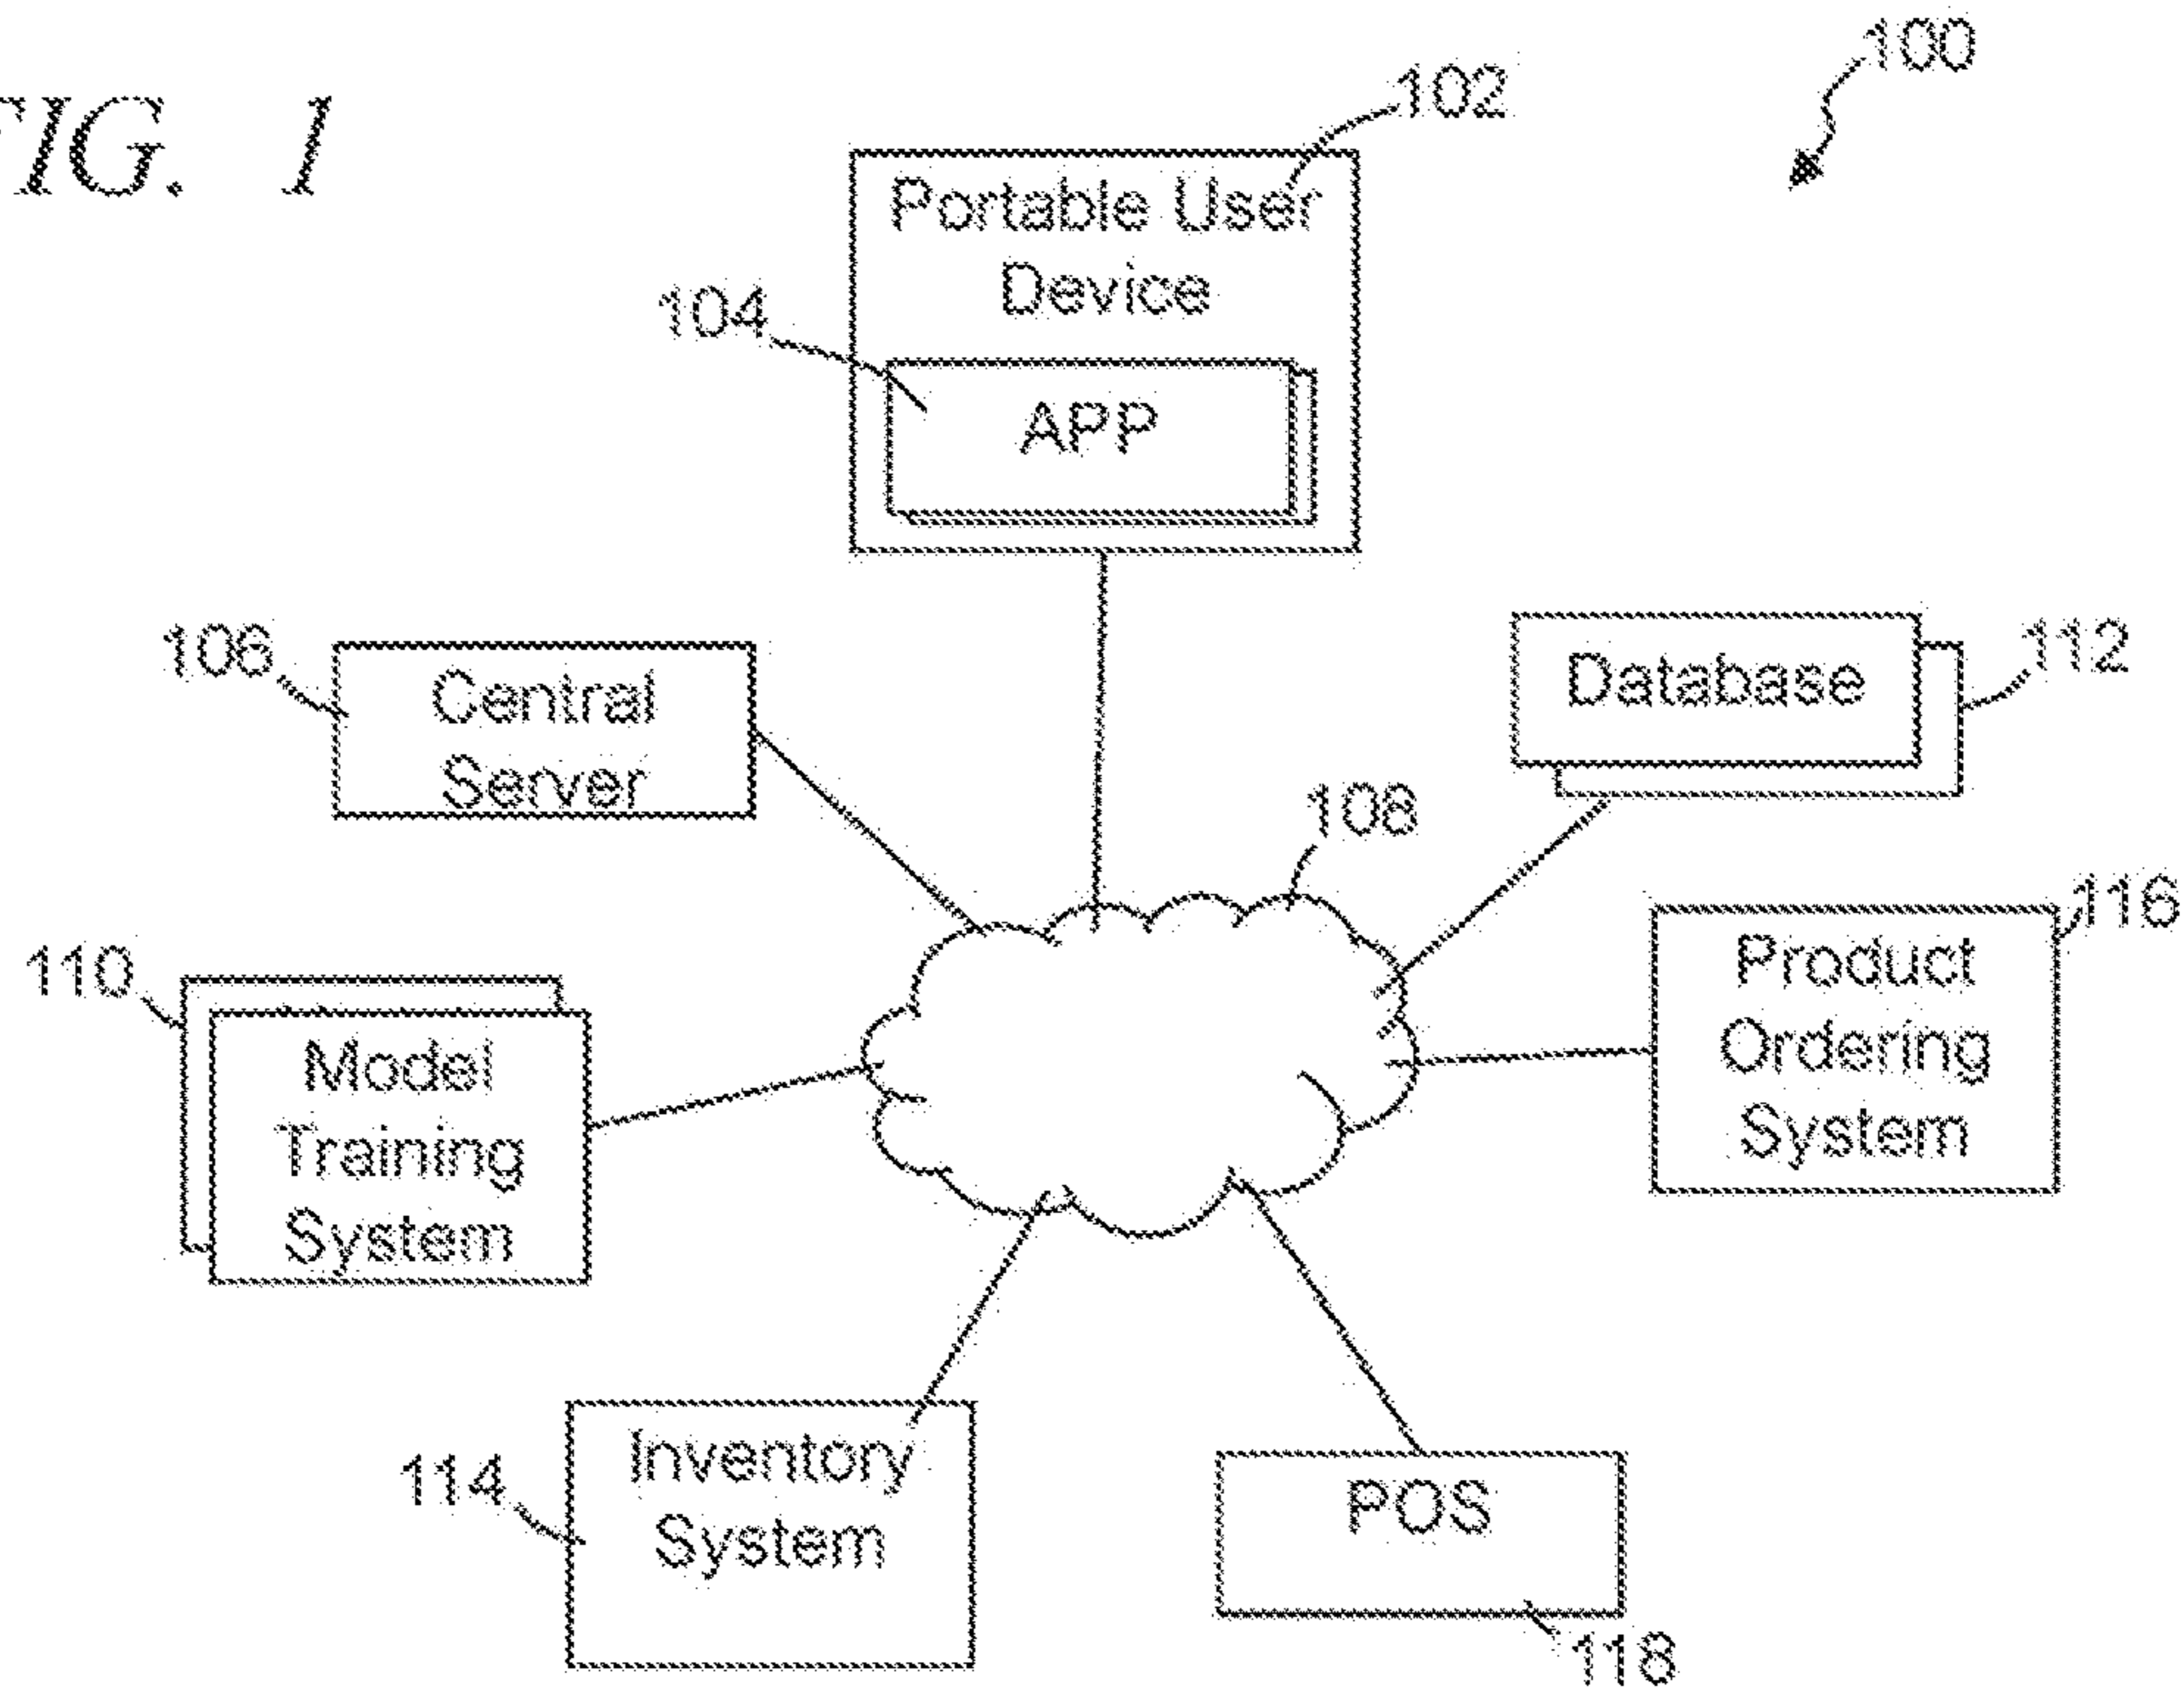 FIG. 1
100
102
Portable User
Device
104
APP
106
Central
Server
Database
112
108
110
Model
Training
System
116
Product
Ordering
System
114
Inventory
System
POS
118